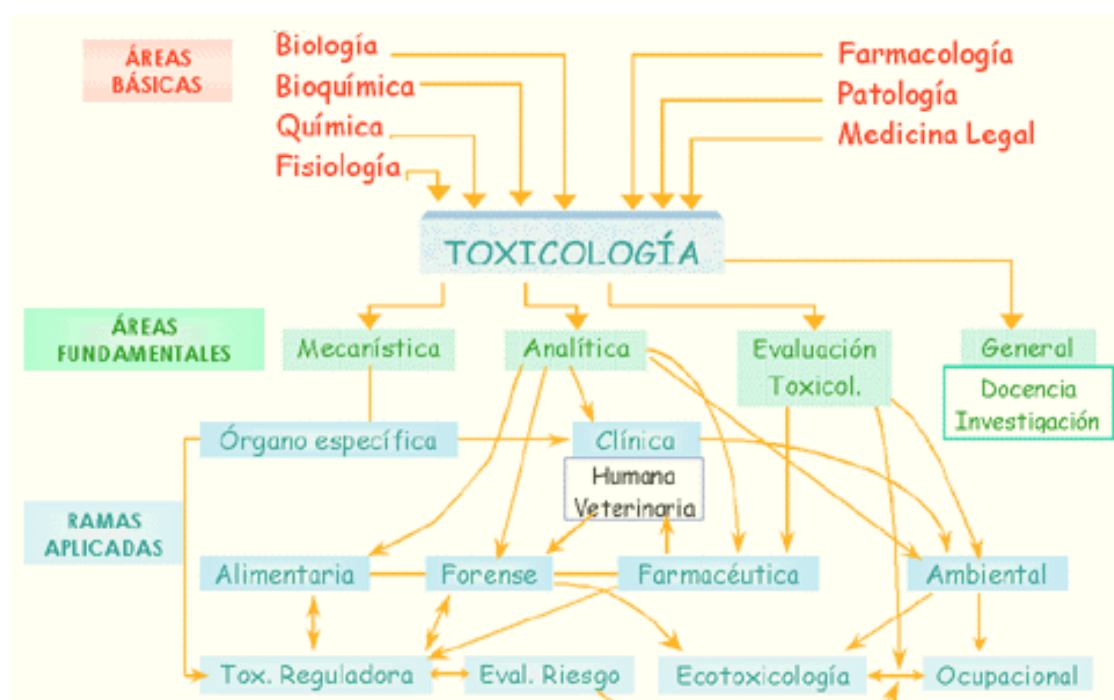 ÁREAS
BÁSICAS
Biología
Bioquímica
Química
Fisiología
Farmacología
Patología
Medicina Legal
TOXICOLOGÍA
ÁREAS
FUNDAMENTALES
Mecanística
Analítica
Evaluación
Toxicol.
General
Docencia
Investigación
Órgano específica
Clínica
Humana
Veterinaria
RAMAS
APLICADAS
Alimentaria
Forense
Farmacéutica
Ambiental
Tox. Reguladora
Eval. Riesgo
Ecotoxicología
Ocupacional